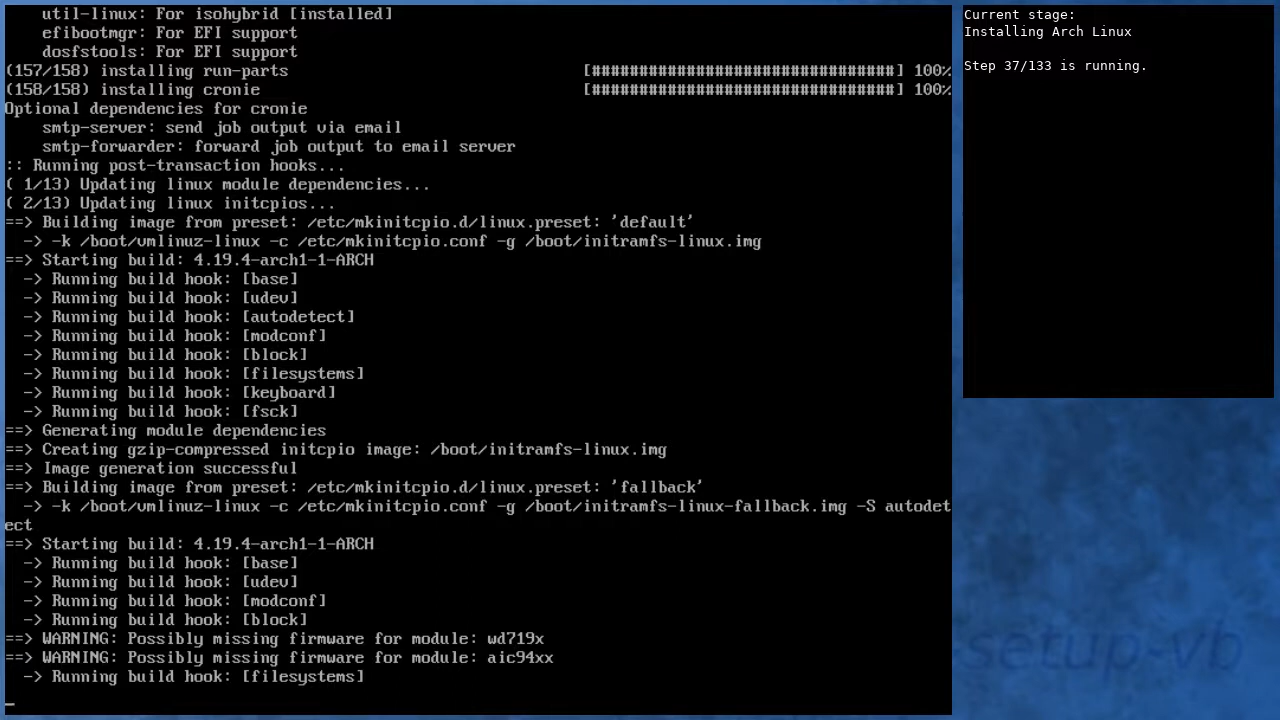 util-linux: For isohybrid [installed]
efibootmgr: For EFI support
dosfstools: For EFI support
(157/158) installing run-parts [################################] 100%
(158/158) installing cronie [################################] 100%
Optional dependencies for cronie
smtp-server: send job output via email
smtp-forwarder: forward job output to email server
:: Running post-transaction hooks...
( 1/13) Updating linux module dependencies...
( 2/13) Updating linux initcpios...
==> Building image from preset: /etc/mkinitcpio.d/linux.preset: 'default'
-> -k /boot/vmlinuz-linux -c /etc/mkinitcpio.conf -g /boot/initramfs-linux.img
==> Starting build: 4.19.4-arch1-1-ARCH
-> Running build hook: [base]
-> Running build hook: [udev]
-> Running build hook: [autodetect]
-> Running build hook: [modconf]
-> Running build hook: [block]
-> Running build hook: [filesystems]
-> Running build hook: [keyboard]
-> Running build hook: [fsck]
==> Generating module dependencies
==> Creating gzip-compressed initcpio image: /boot/initramfs-linux.img
==> Image generation successful
==> Building image from preset: /etc/mkinitcpio.d/linux.preset: 'fallback'
-> -k /boot/vmlinuz-linux -c /etc/mkinitcpio.conf -g /boot/initramfs-linux-fallback.img -S autodet
ect
==> Starting build: 4.19.4-arch1-1-ARCH
-> Running build hook: [base]
-> Running build hook: [udev]
-> Running build hook: [modconf]
-> Running build hook: [block]
==> WARNING: Possibly missing firmware for module: wd719x
==> WARNING: Possibly missing firmware for module: aic94xx
-> Running build hook: [filesystems]
_
Current stage:
Installing Arch Linux
Step 37/133 is running.
-setup-vb